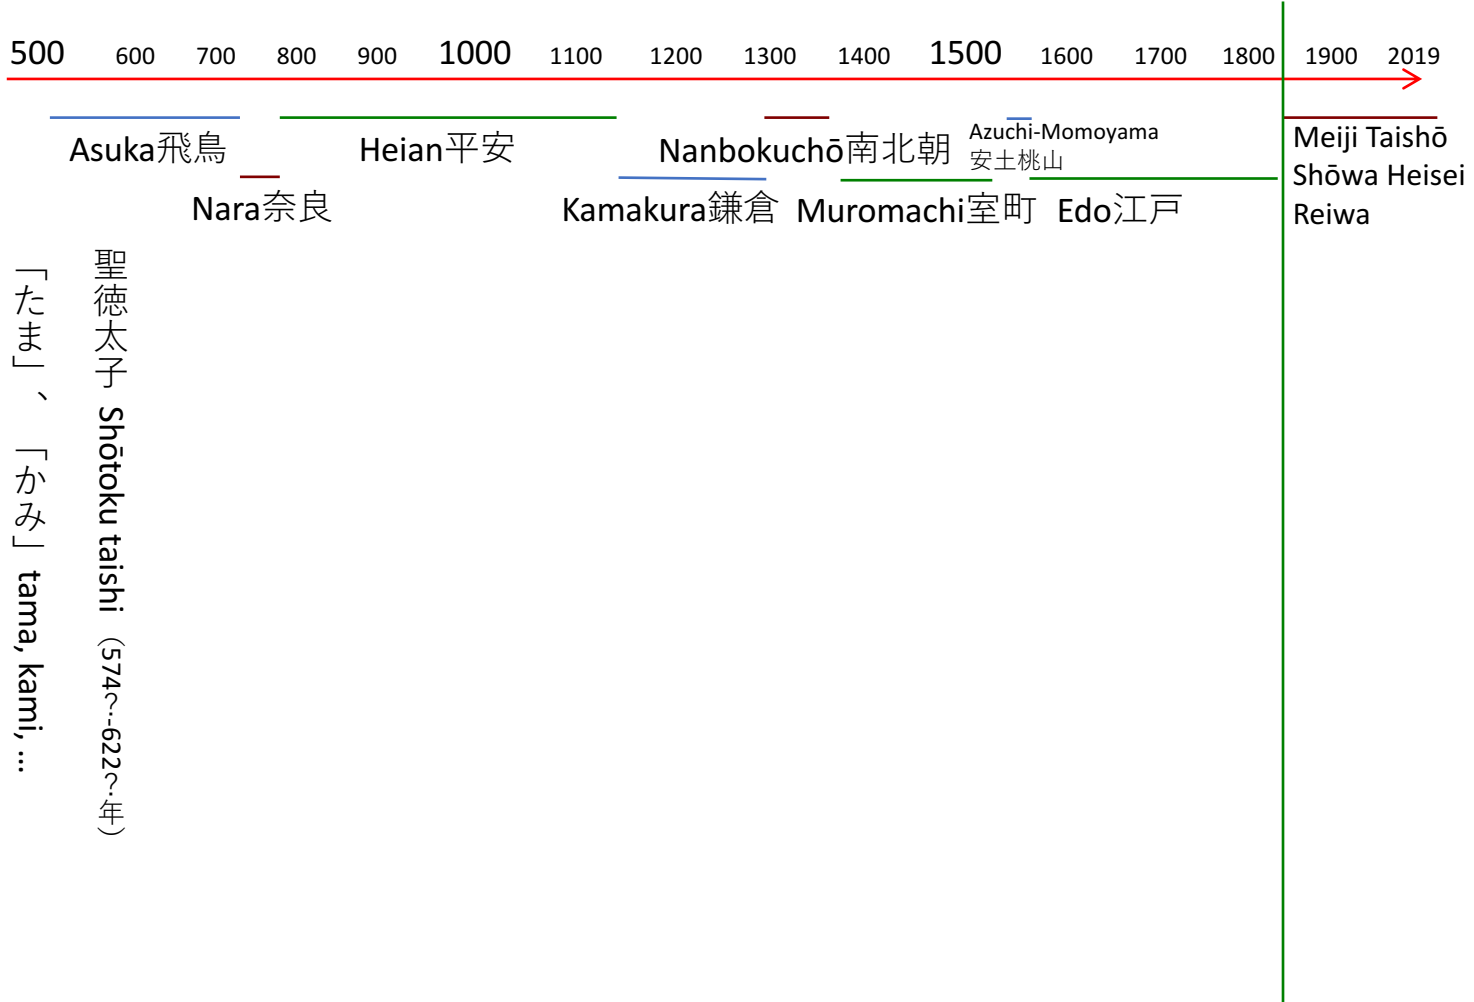 500 600 700 800 900 1000 1100 1200 1300 1400 1500 1600 1700 1800 1900 2019
Asuka飛鳥
Heian平安
Nanbokuchō南北朝
Azuchi-Momoyama
安土桃山
Meiji Taishō
Shōwa Heisei
Reiwa
Nara奈良
Kamakura鎌倉
Muromachi室町
Edo江戸
「たま」、「かみ」 tama, kami, …
聖徳太子 Shōtoku taishi （574?-622?年）